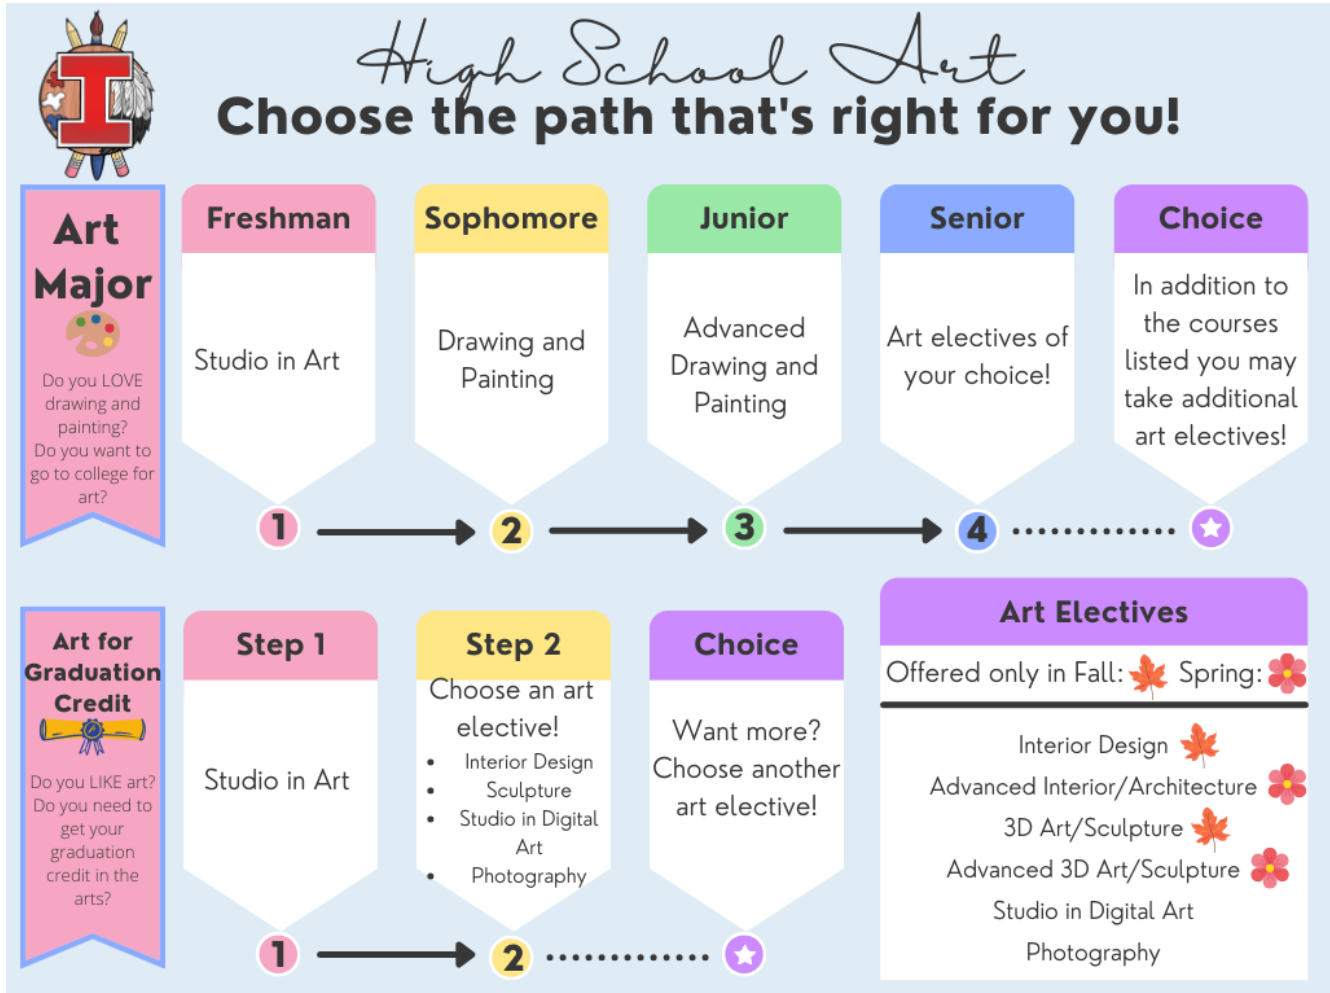 High School Art
Choose the path that's right for you!
I
Art
Major
Do you LOVE
drawing and
painting?
Do you want to
go to college for
art?
Freshman
Studio in Art
1
Sophomore
Drawing and
Painting
2
Junior
Advanced
Drawing and
Painting
3
Senior
Art electives of
your choice!
4
Choice
In addition to
the courses
listed you may
take additional
art electives!
Art for
Graduation
Credit
Do you LIKE art?
Do you need to
get your
graduation
credit in the
arts?
Step 1
Studio in Art
1
Step 2
Choose an art
elective!
• Interior Design
• Sculpture
• Studio in Digital
Art
• Photography
2
Choice
Want more?
Choose another
art elective!
Art Electives
Offered only in Fall: Spring:
Interior Design
Advanced Interior/Architecture
3D Art/Sculpture
Advanced 3D Art/Sculpture
Studio in Digital Art
Photography